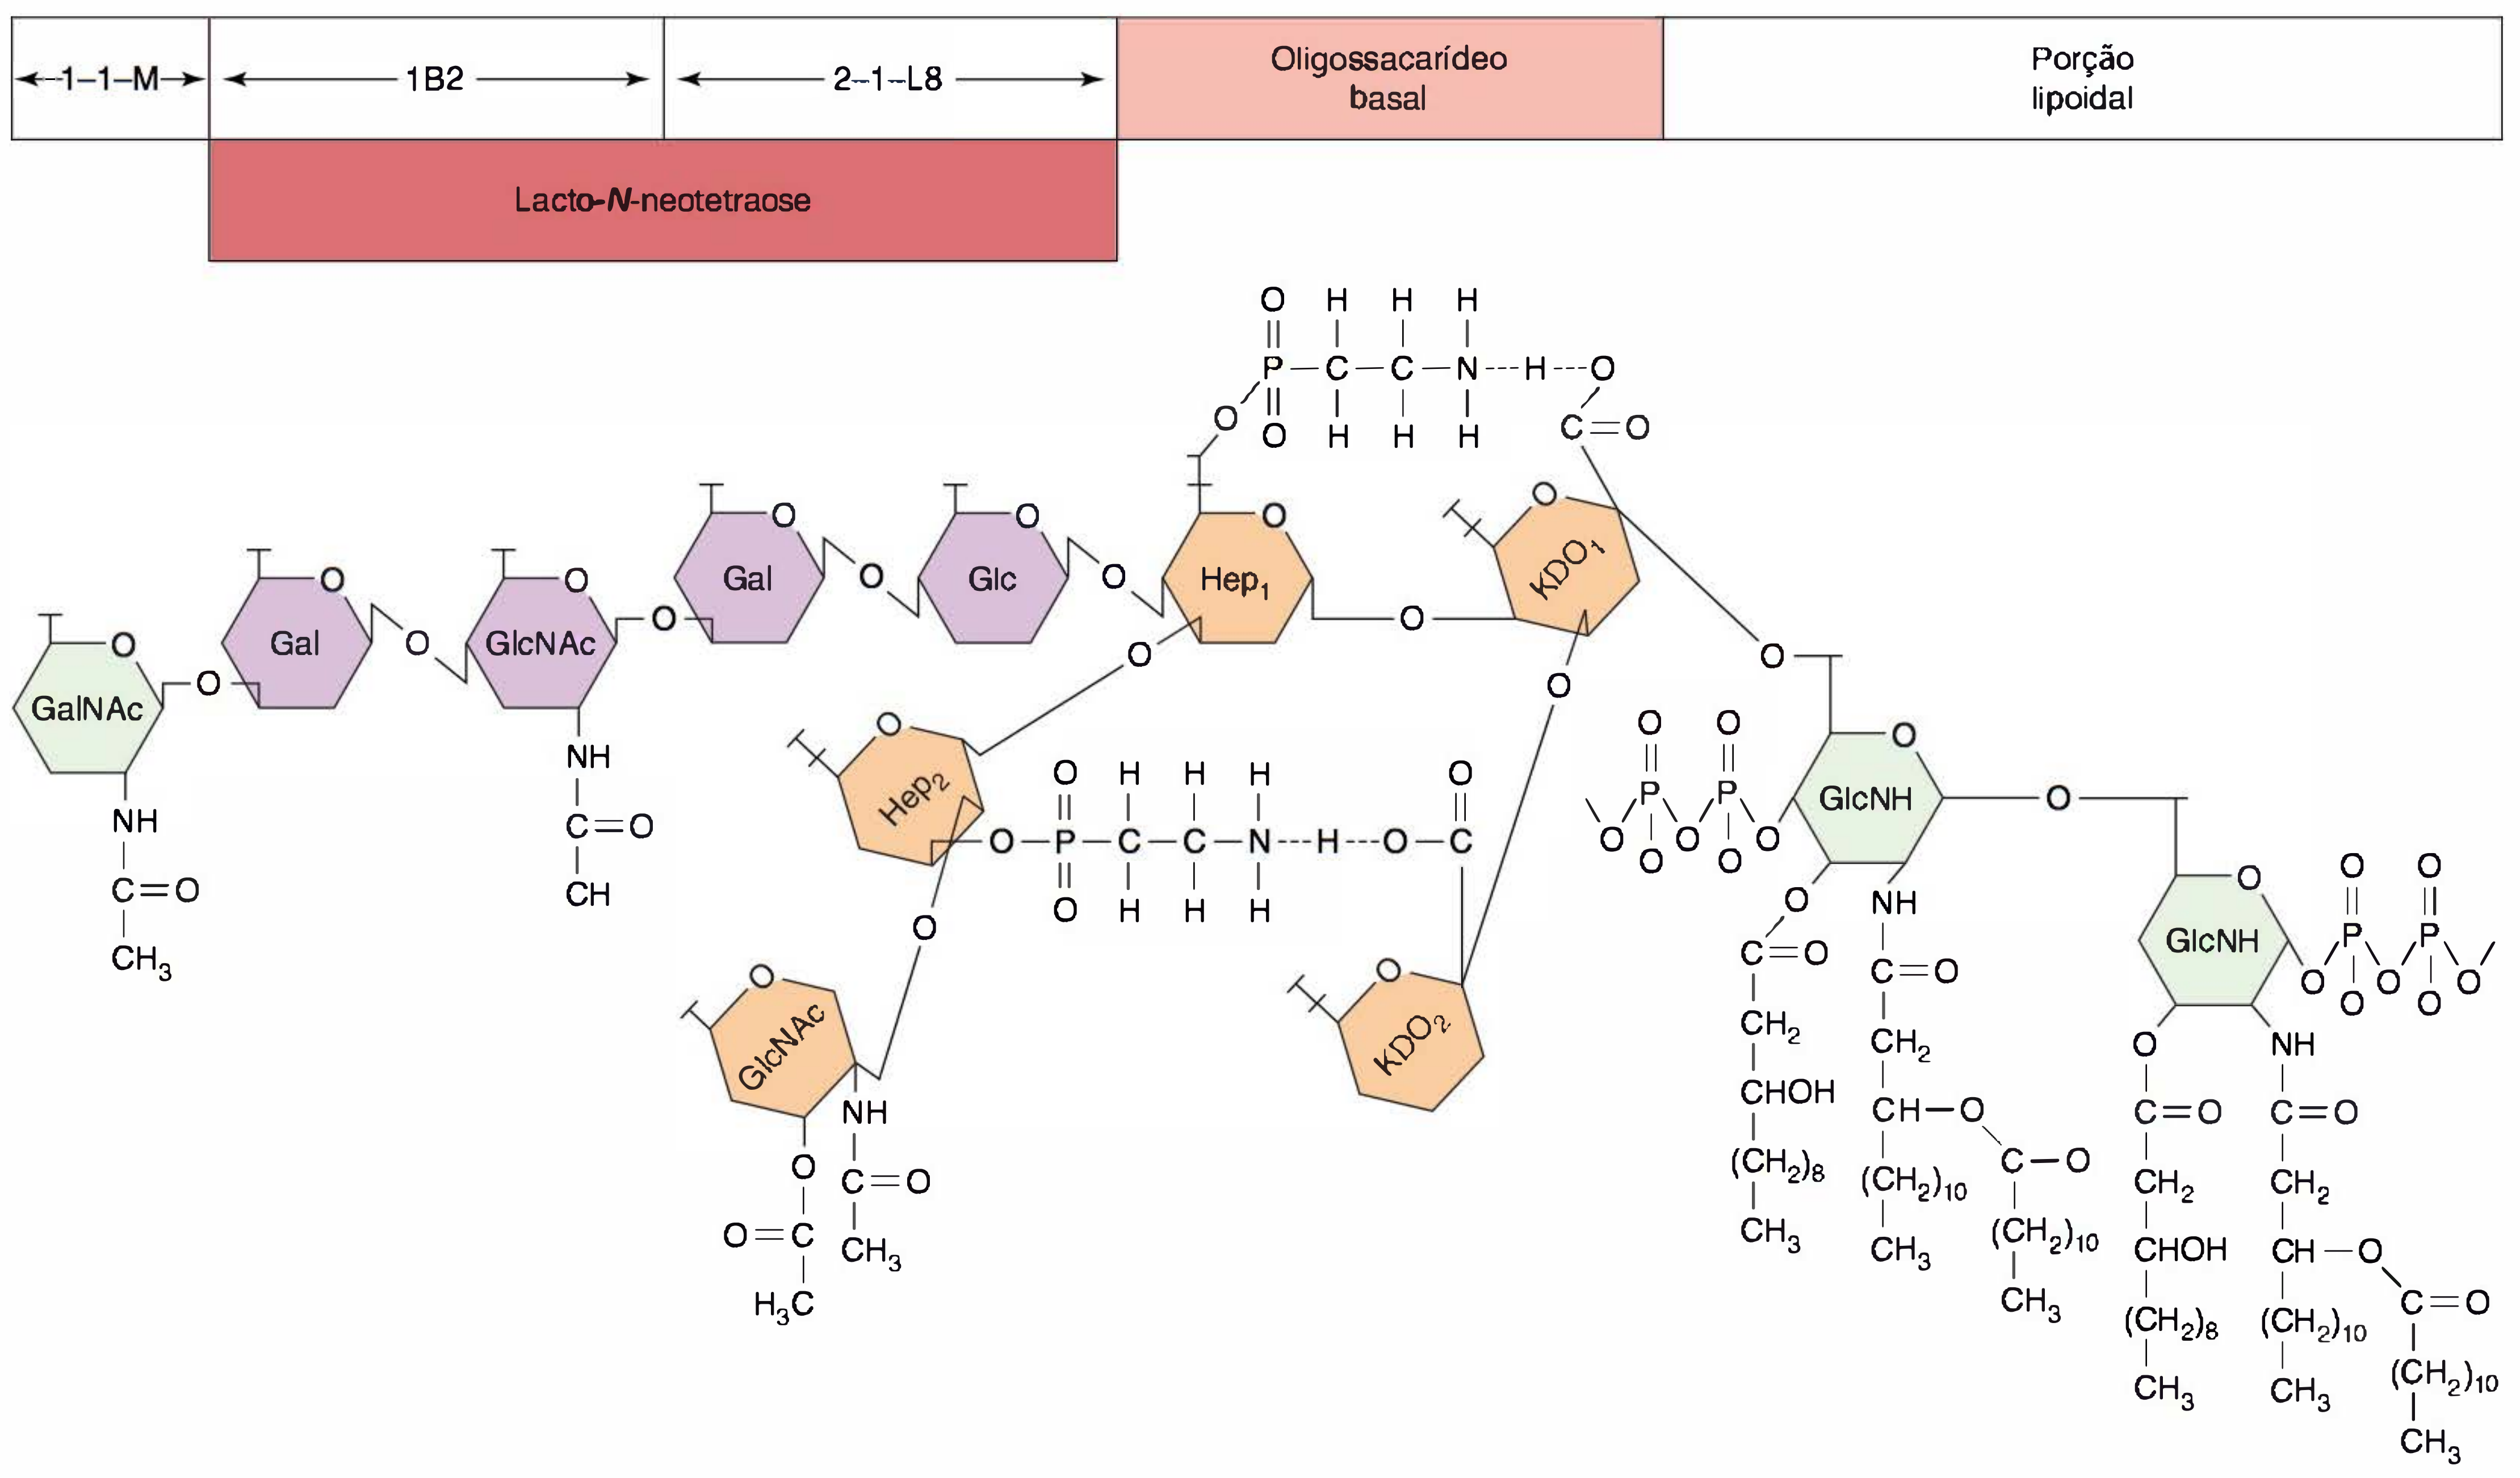 1–1–M
1B2
2–1–L8
Oligossacarídeo
basal
Porção
lipoidal
Lacto-N-neotetraose
O H H H
P C C N H O
O O H H H C O
O O O O
Gal Glc Hep1 KDO1
O O O O O
Gal GlcNAc
O O O
GalNAc
O O
NH
C O
CH3
NH
C O
CH
O
O
Hep2
O H H H O
O P C C N H O C
O H H H
O
O
GlcNAc
NH
O C O
O C CH3
H3C
O
KDO2
O
O O O
P P GlcNH O
O O O O O
O NH
C O C O
CH2 CH2
CHOH CH O
(CH2)8 (CH2)10 C O
CH3 CH3 (CH2)10
CH3
O O O
GlcNH P P
O O O O O
O NH
C O C O
CH2 CH2
CHOH CH O
(CH2)8 (CH2)10 C O
CH3 CH3 (CH2)10
CH3